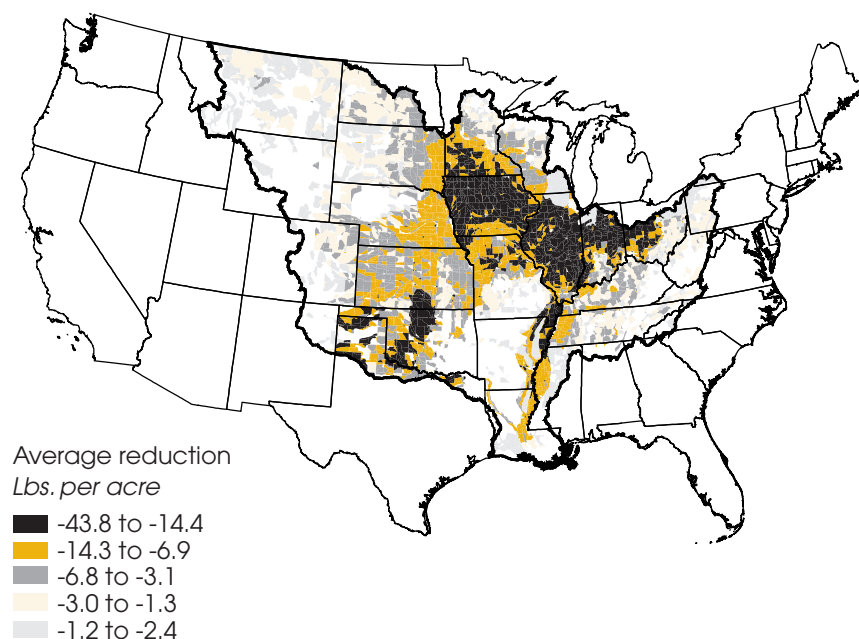 Average reduction
Lbs. per acre
-43.8 to -14.4
-14.3 to -6.9
-6.8 to -3.1
-3.0 to -1.3
-1.2 to -2.4